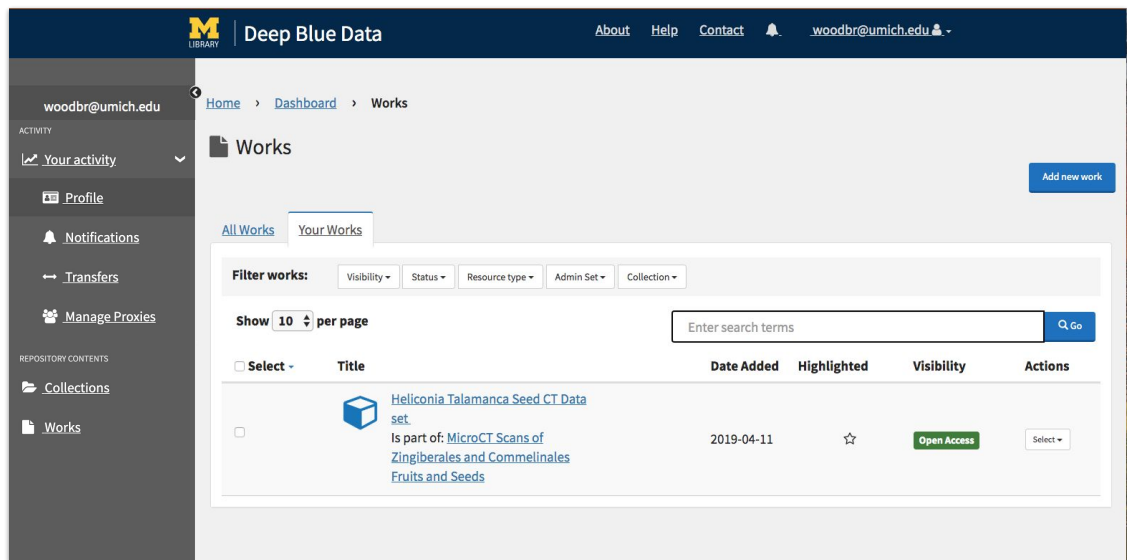 M
LIBRARY
Deep Blue Data
About Help Contact woodbr@umich.edu
woodbr@umich.edu
ACTIVITY
Your activity
Profile
Notifications
Transfers
Manage Proxies
REPOSITORY CONTENTS
Collections
Works
Home › Dashboard › Works
Works
Add new work
All Works Your Works
Filter works: Visibility Status Resource type Admin Set Collection
Show 10 per page Enter search terms Go
Select Title Date Added Highlighted Visibility Actions
Heliconia Talamanca Seed CT Data
set
Is part of: MicroCT Scans of
Zingiberales and Commelinales
Fruits and Seeds
2019-04-11 Open Access Select